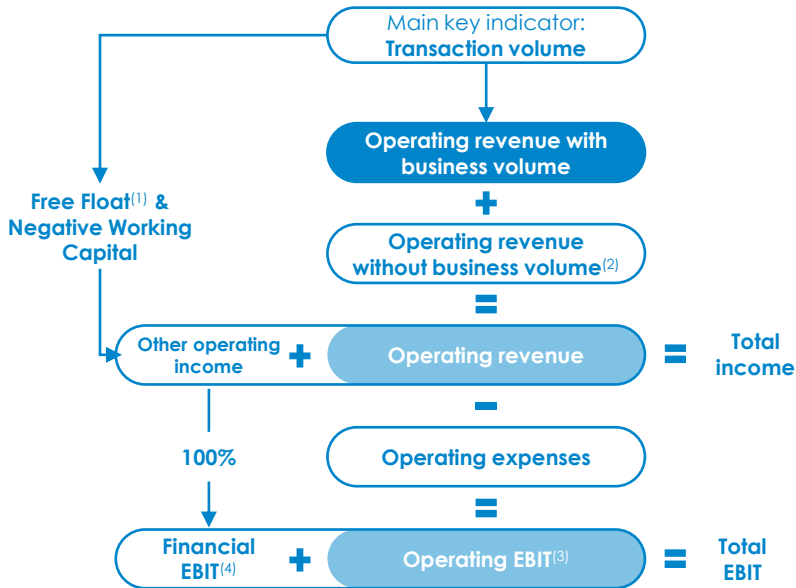 Main key indicator:
Transaction volume
Operating revenue with
business volume
+
Free Float(1) &
Negative Working
Capital
Operating revenue
without business volume(2)
=
Other operating
income
+
Operating revenue
=
Total
income
-
100%
Operating expenses
=
Financial
EBIT(4)
+
Operating EBIT(3)
=
Total
EBIT